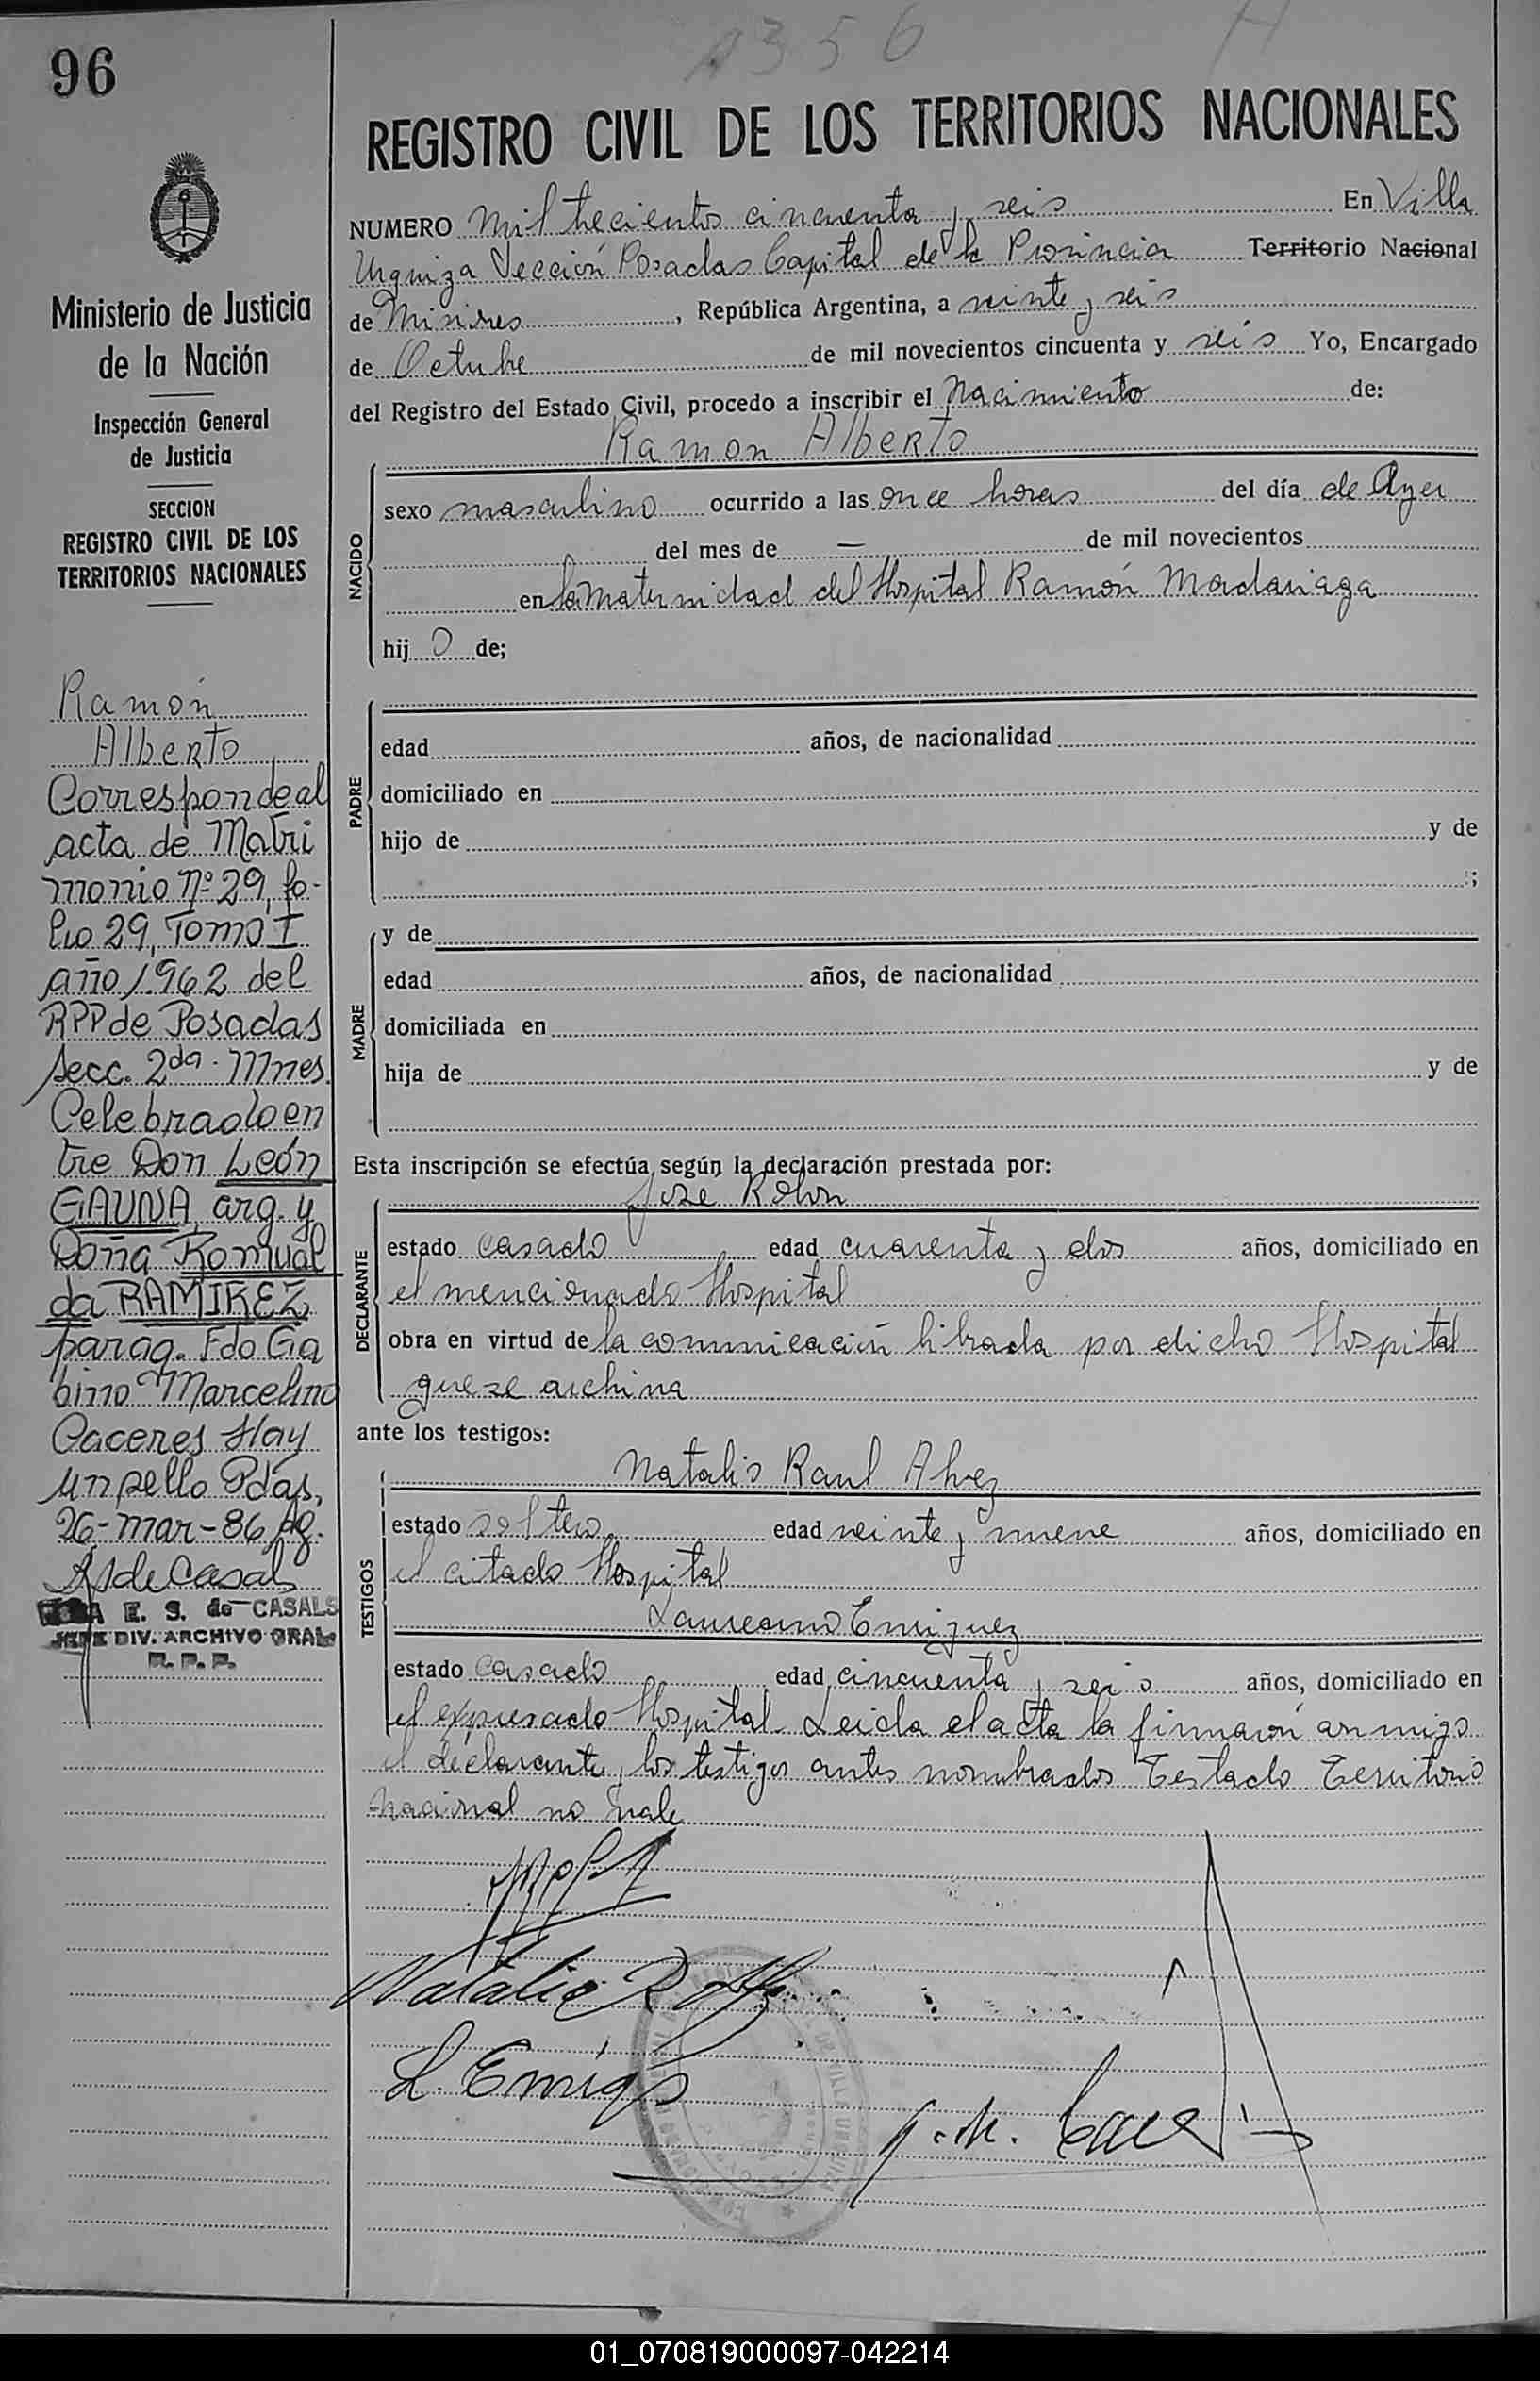 1356
A
96
REGISTRO CIVIL DE LOS TERRITORIOS NACIONALES
NUMERO Mil trecientos cincuenta y seis En Villa
Urquiza Sección Posadas Capital de la Provincia Territorio Nacional
de Misiones, República Argentina, a veinte y seis
de Octubre de mil novecientos cincuenta y seis Yo, Encargado
del Registro del Estado Civil, procedo a inscribir el Nacimiento de:
Ramon Alberto
NACIDO
sexo masculino ocurrido a las once horas del día de Ayer
del mes de — de mil novecientos
en la maternidad del Hospital Ramón Madariaga
hijo de;
PADRE
edad años, de nacionalidad
domiciliado en
hijo de y de
;
MADRE
y de
edad años, de nacionalidad
domiciliada en
hija de y de
Esta inscripción se efectúa según la declaración prestada por:
DECLARANTE
Jose Rolon
estado casado edad cuarenta y dos años, domiciliado en
el mencionado Hospital
obra en virtud de la comunicación librada por dicho Hospital
que se archiva
ante los testigos:
TESTIGOS
Natalio Raul Alvez
estado soltero edad veinte y nueve años, domiciliado en
el citado Hospital
Laureano Enriquez
estado casado edad cincuenta y seis años, domiciliado en
el expresado Hospital. Leida el acta la firmaron conmigo
el declarante y los testigos antes nombrados Testado Territorio
Nacional no vale
Natalio R Alvez
L. Enriqz
Ministerio de Justicia
de la Nación
Inspección General
de Justicia
SECCION
REGISTRO CIVIL DE LOS
TERRITORIOS NACIONALES
Ramón
Alberto
Corresponde al
acta de Matri
monio Nº 29, fo-
lio 29, Tomo I
año 1962 del
RPP de Posadas
Secc. 2da. Mnes.
Celebrado en
tre Don León
GAUNA arg. y
Doña Romual
da RAMIREZ
parag. Fdo Ga
bino Marcelino
Caceres Hay
un sello Pdas,
26-mar-86
de Casals
E. S. de CASALS
JEFE DIV. ARCHIVO GRAL
R. P. P.
01_070819000097-042214